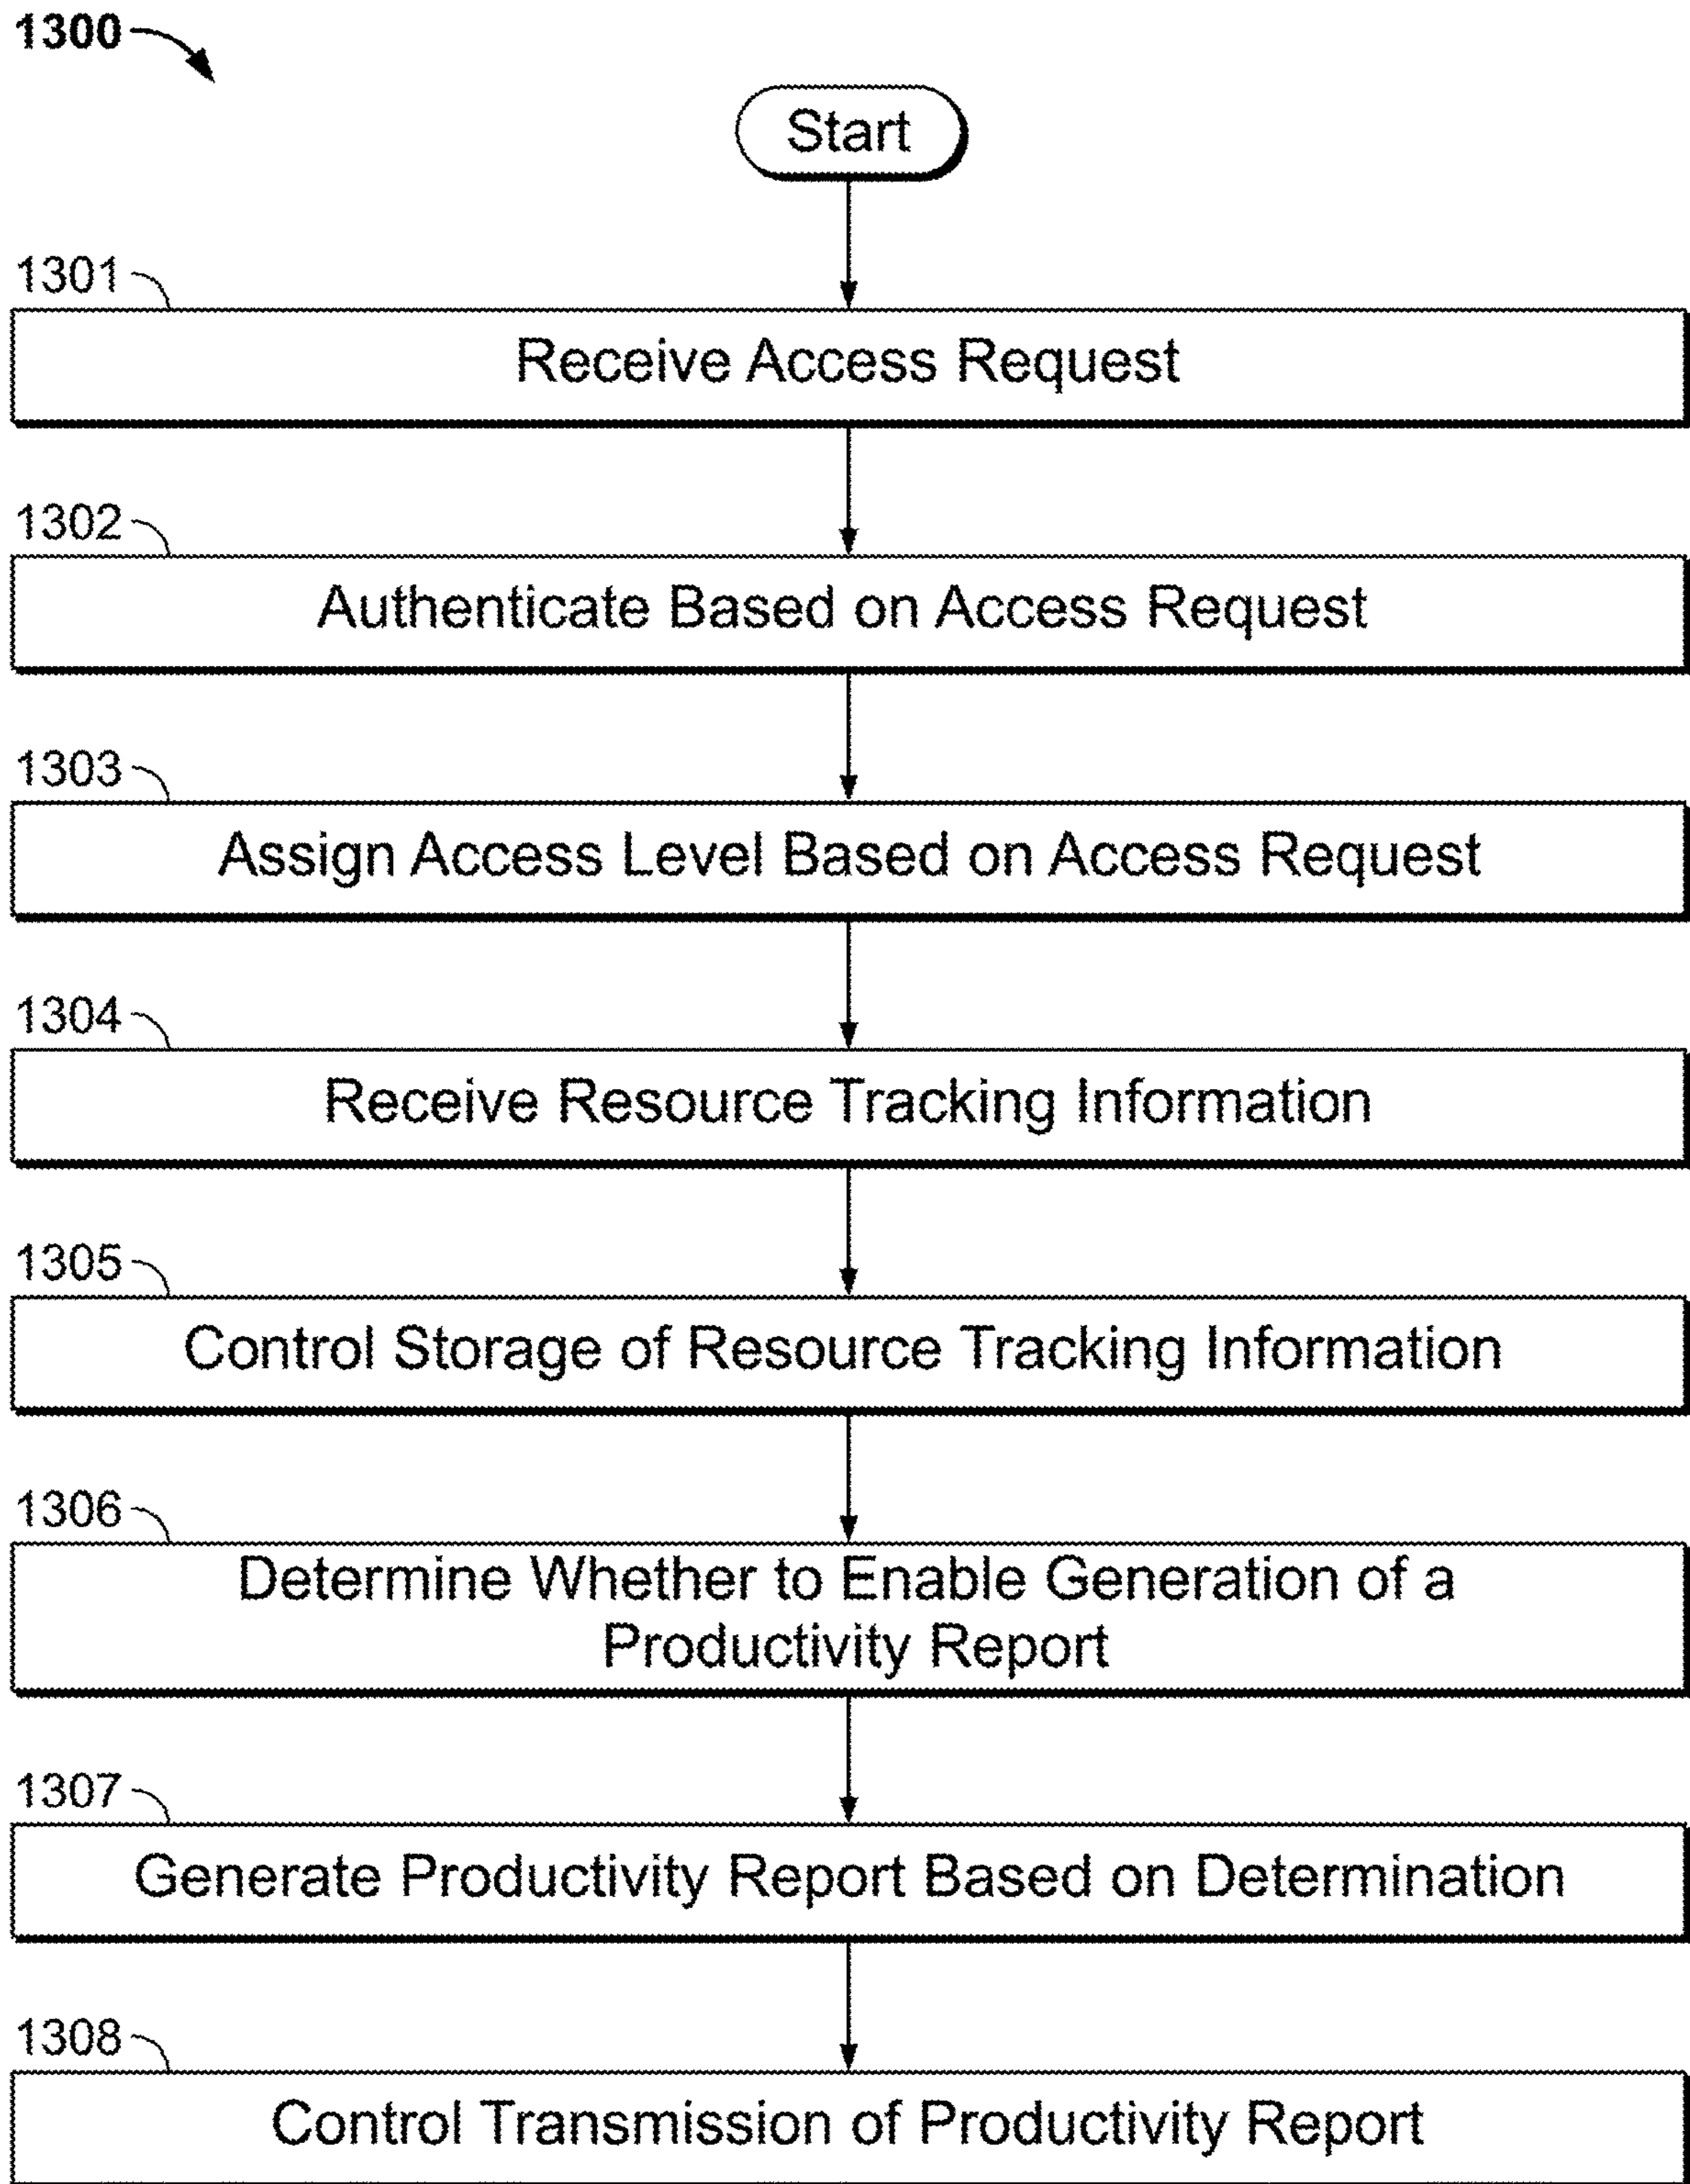 1300
Start
1301
Receive Access Request
1302
Authenticate Based on Access Request
1303
Assign Access Level Based on Access Request
1304
Receive Resource Tracking Information
1305
Control Storage of Resource Tracking Information
1306
Determine Whether to Enable Generation of a
Productivity Report
1307
Generate Productivity Report Based on Determination
1308
Control Transmission of Productivity Report